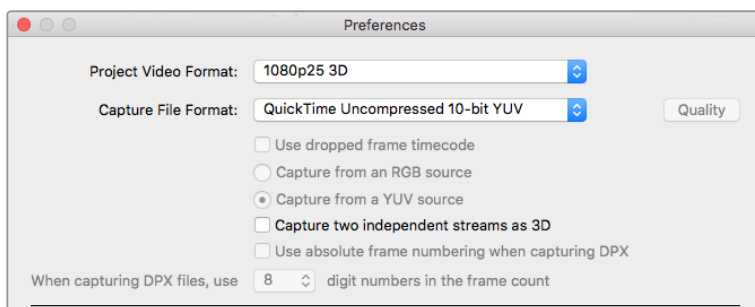 Preferences
Project Video Format: 1080p25 3D
Capture File Format: QuickTime Uncompressed 10-bit YUV Quality
Use dropped frame timecode
Capture from an RGB source
Capture from a YUV source
Capture two independent streams as 3D
Use absolute frame numbering when capturing DPX
When capturing DPX files, use 8 digit numbers in the frame count